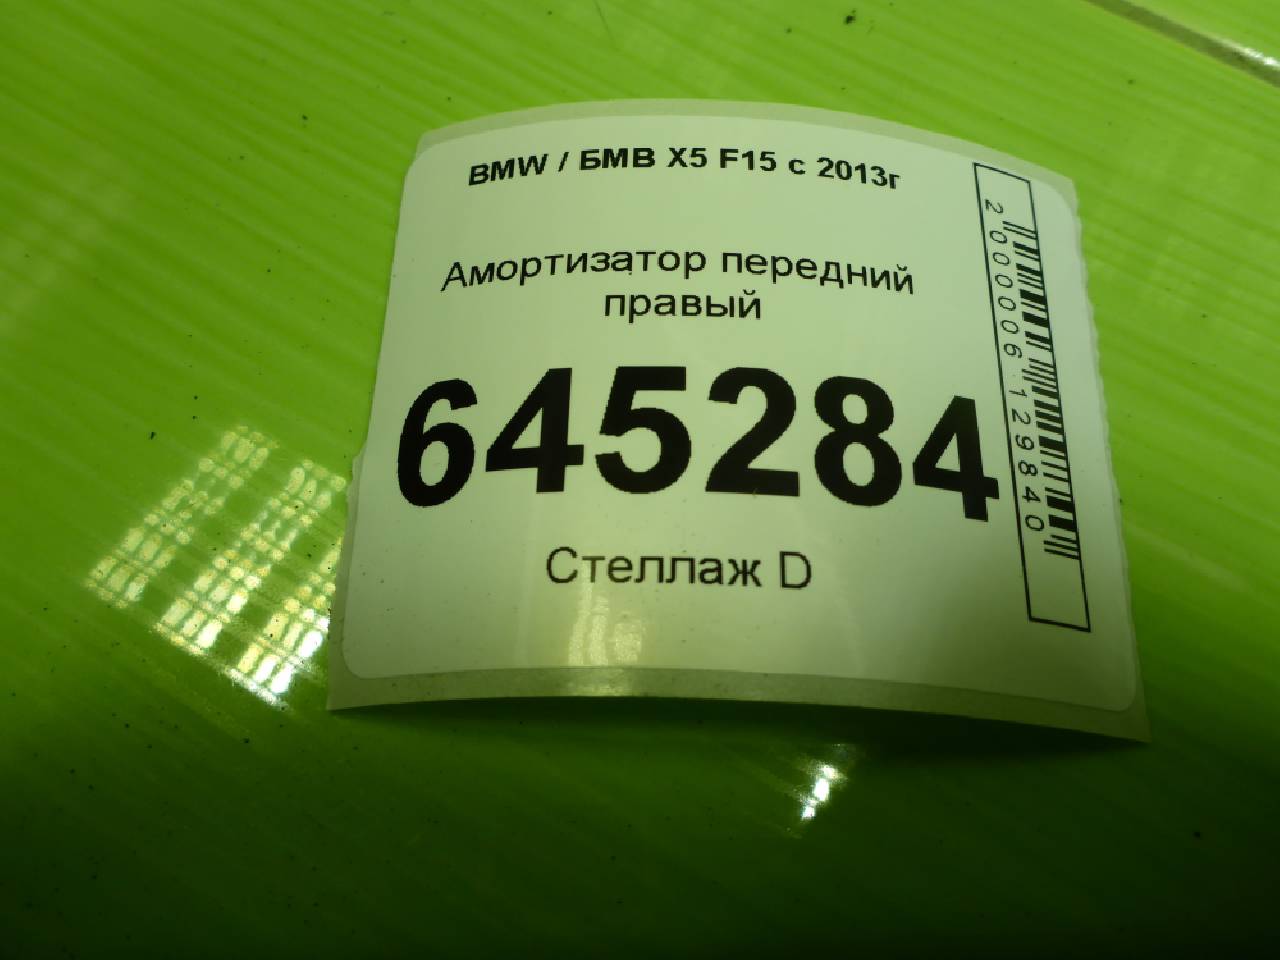 BMW / БМВ X5 F15 с 2013г
Амортизатор передний
правый
645284
Стеллаж D
2000006129840